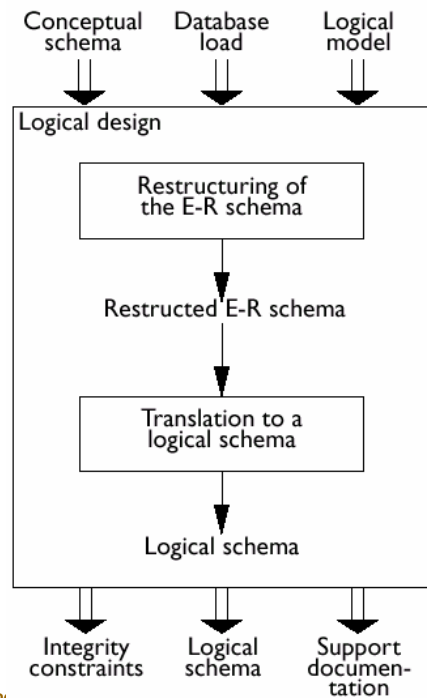 Conceptual schema
Database load
Logical model
Logical design
Restructuring of
the E-R schema
Restructed E-R schema
Translation to a
logical schema
Logical schema
Integrity constraints
Logical schema
Support documen-
tation